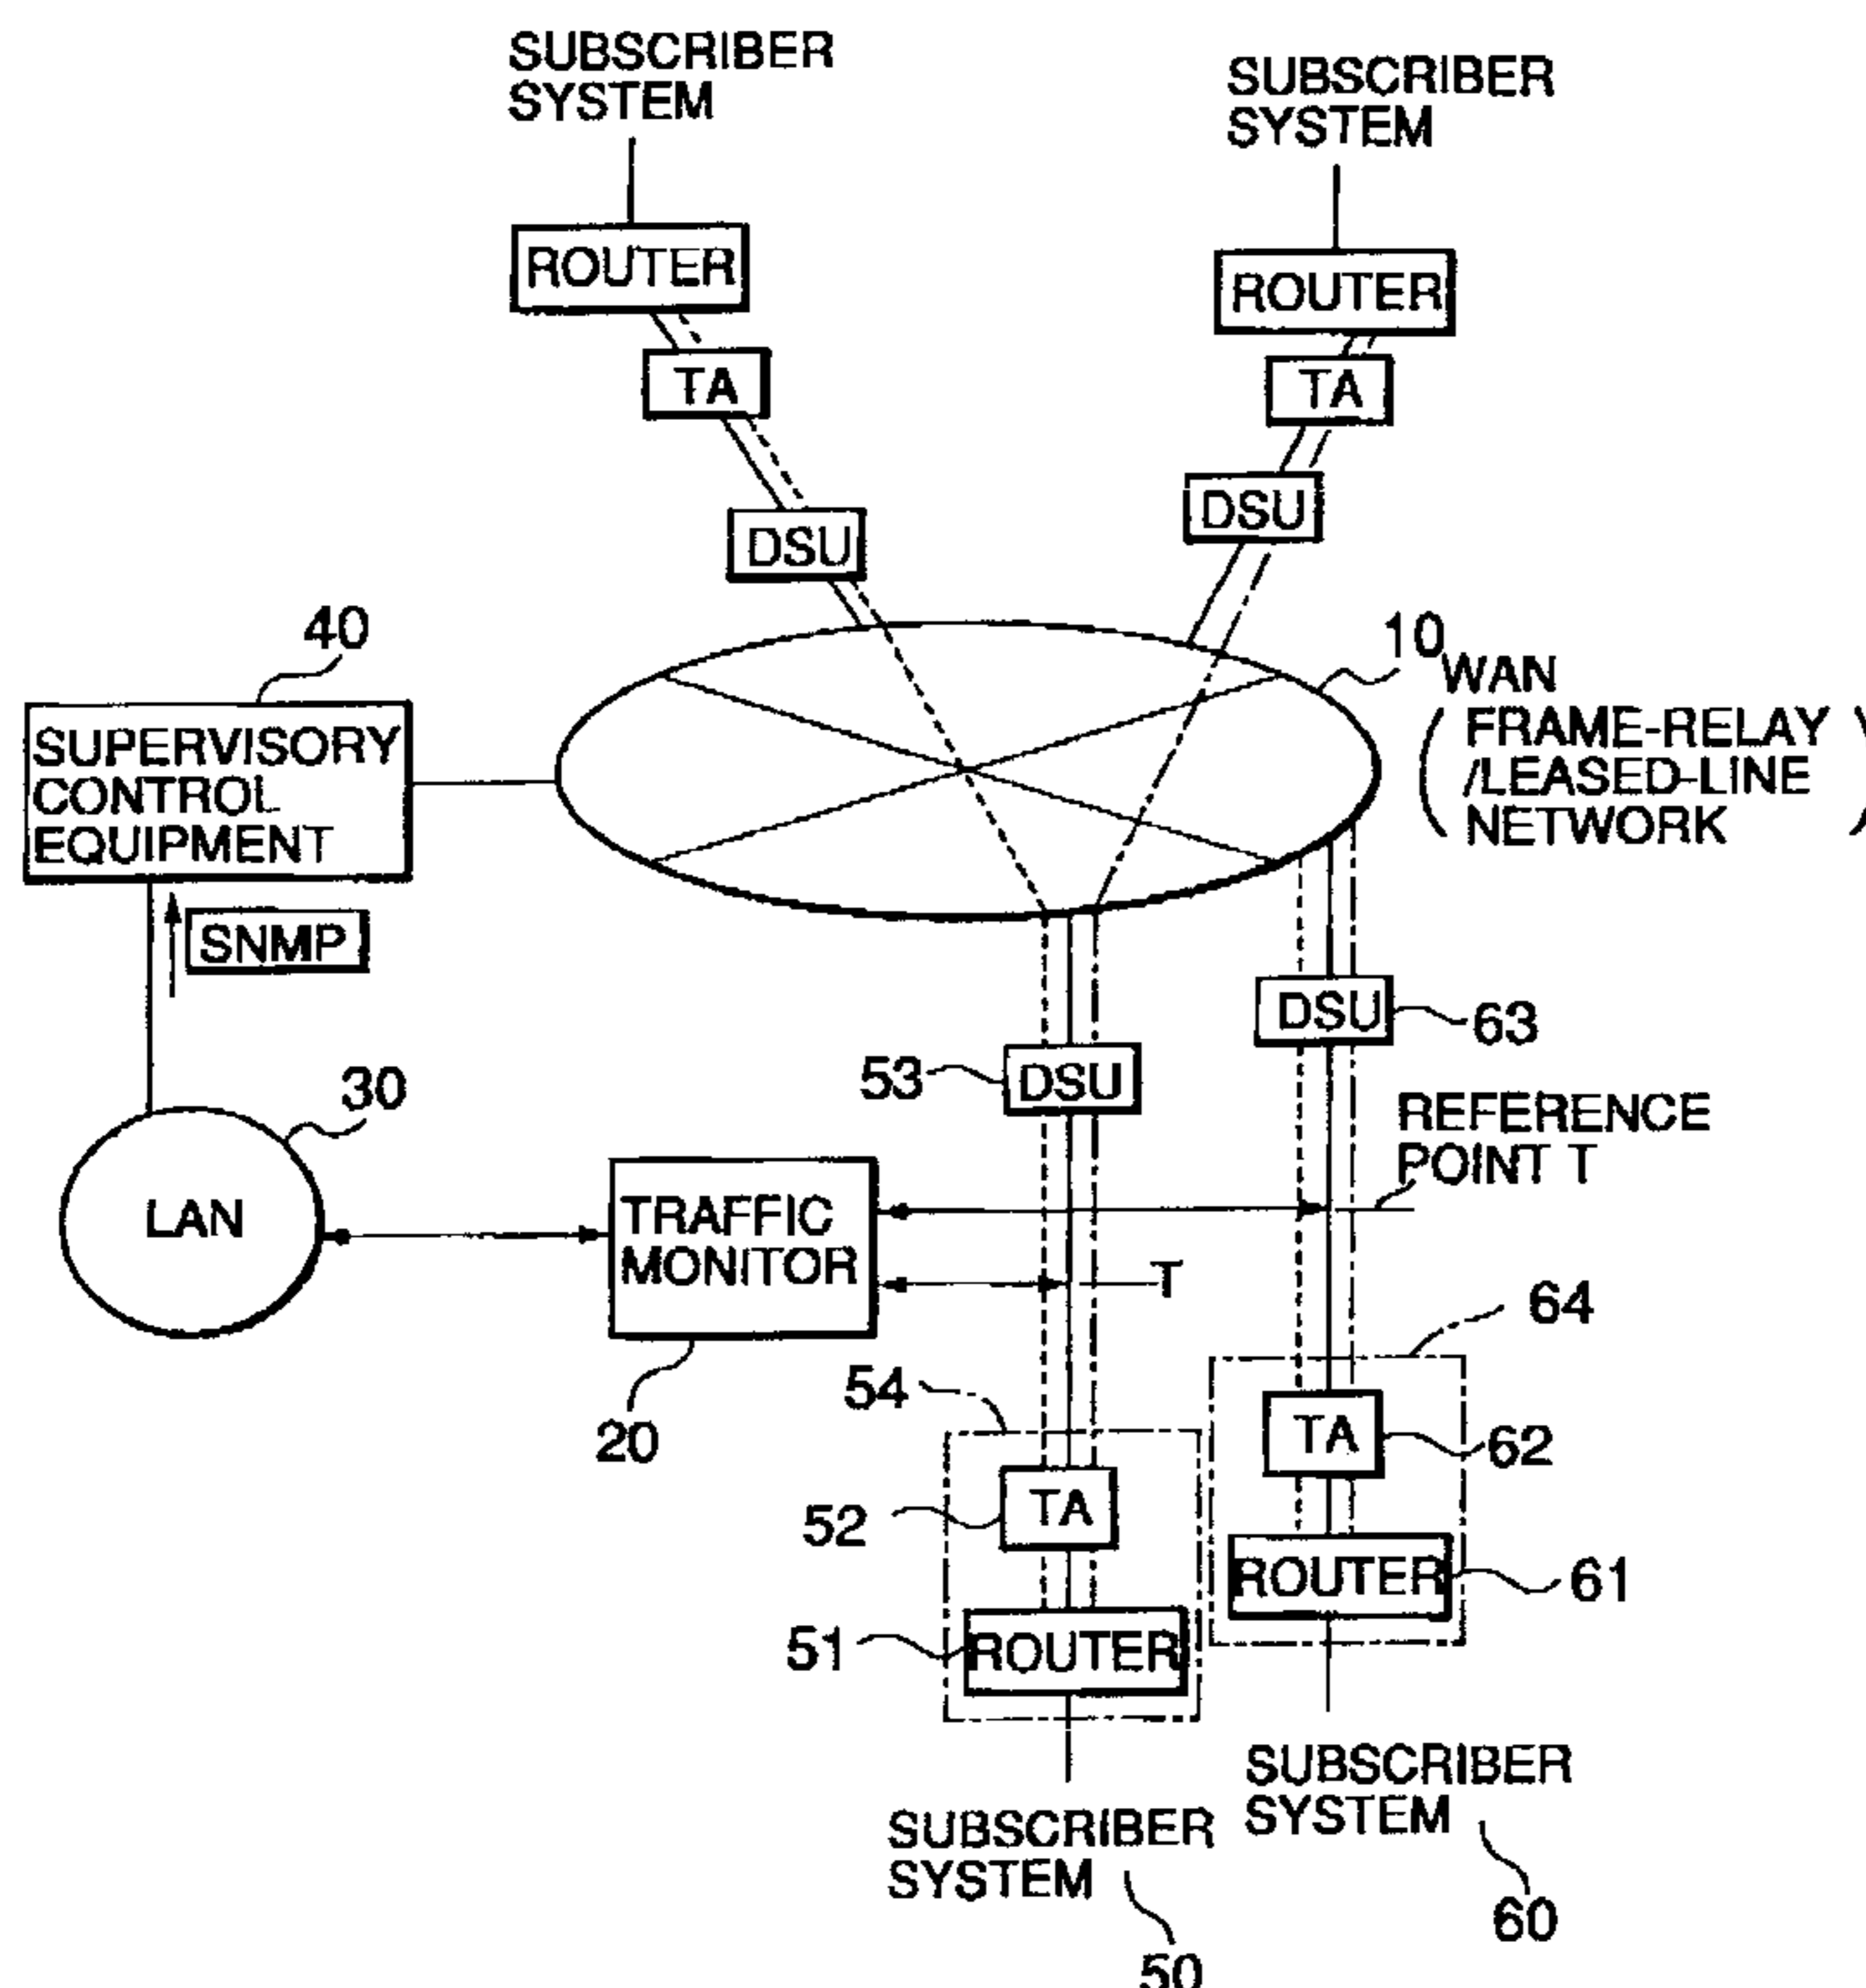 SUBSCRIBER
SYSTEM
SUBSCRIBER
SYSTEM
ROUTER
ROUTER
TA
TA
DSU
DSU
40
10
WAN
SUPERVISORY
CONTROL
EQUIPMENT
( FRAME-RELAY )
/LEASED-LINE
NETWORK
SNMP
DSU
63
53
DSU
30
REFERENCE
POINT T
LAN
TRAFFIC
MONITOR
T
64
54
20
TA
62
52
TA
ROUTER
61
51
ROUTER
SUBSCRIBER
SYSTEM
60
SUBSCRIBER
SYSTEM
50